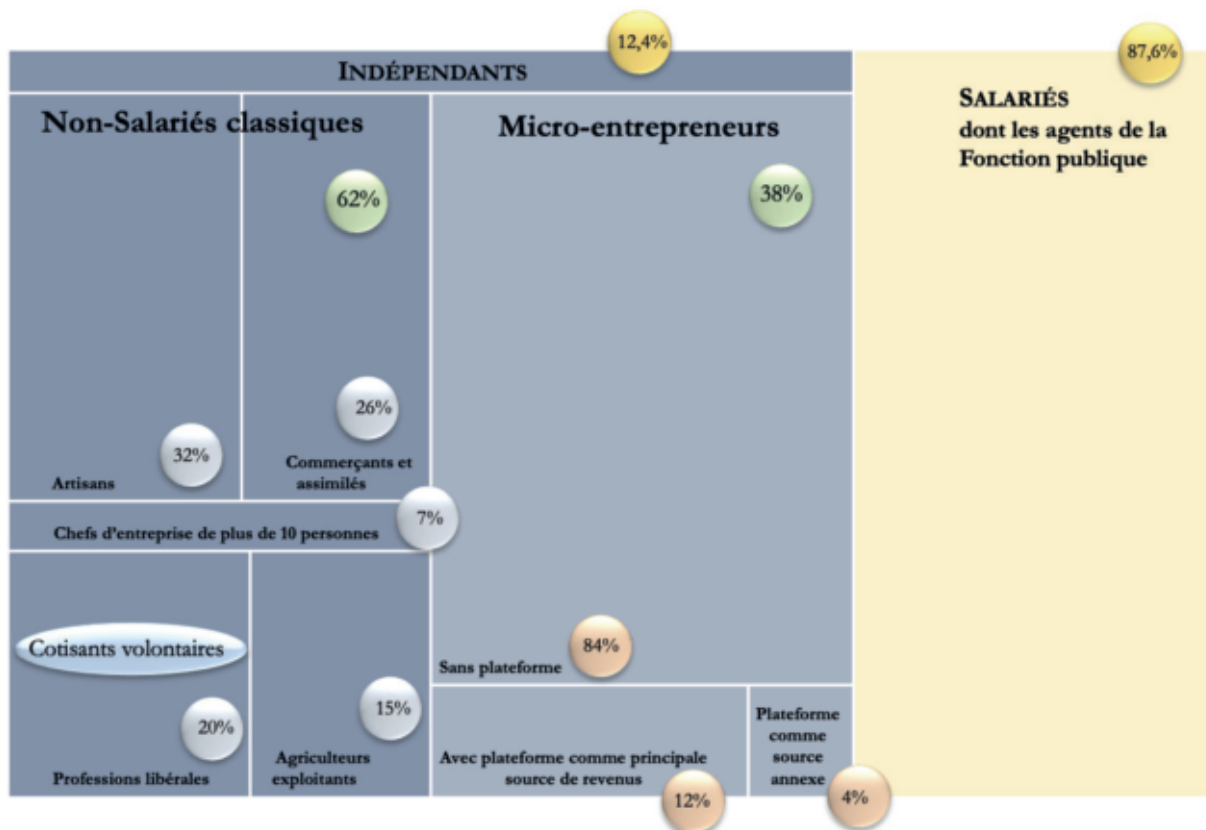 12,4%
87,6%
INDÉPENDANTS
SALARIÉS
dont les agents de la
Fonction publique
Non-Salariés classiques
Micro-entrepreneurs
62%
38%
26%
32%
Commerçants et
assimilés
Artisans
7%
Chefs d'entreprise de plus de 10 personnes
Cotisants volontaires
84%
Sans plateforme
20%
15%
Professions libérales
Agriculteurs
exploitants
Avec plateforme comme principale
source de revenus
12%
Plateforme
comme
source
annexe
4%